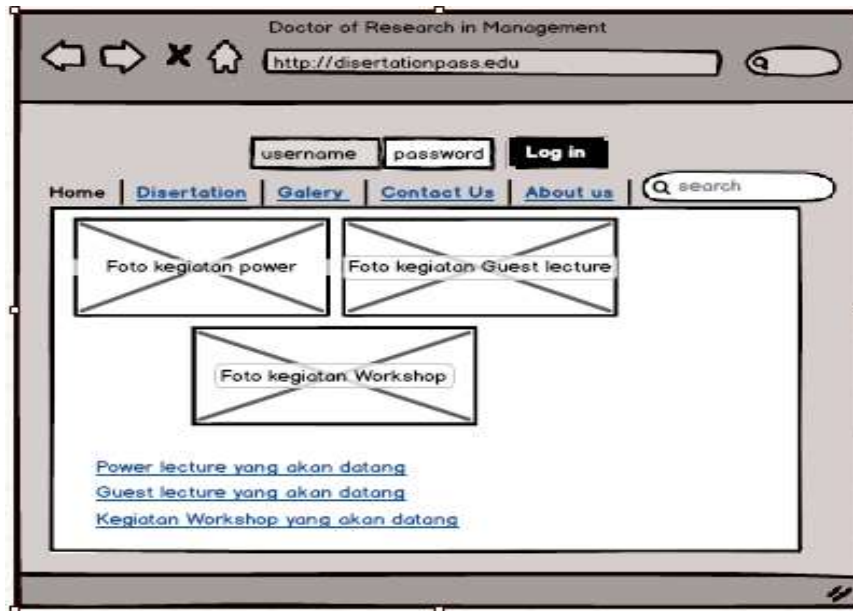 Doctor of Research in Management
http://disertationpass.edu
username password Log in
Home | Disertation | Galery | Contact Us | About us | search
Foto kegiatan power Foto kegiatan Guest lecture
Foto kegiatan Workshop
Power lecture yang akan datang
Guest lecture yang akan datang
Kegiatan Workshop yang akan datang